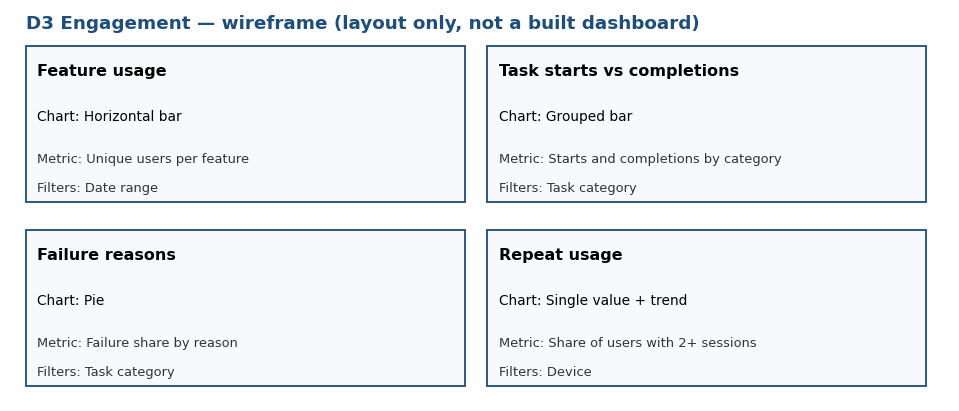 D3 Engagement — wireframe (layout only, not a built dashboard)
Feature usage
Chart: Horizontal bar
Metric: Unique users per feature
Filters: Date range
Task starts vs completions
Chart: Grouped bar
Metric: Starts and completions by category
Filters: Task category
Failure reasons
Chart: Pie
Metric: Failure share by reason
Filters: Task category
Repeat usage
Chart: Single value + trend
Metric: Share of users with 2+ sessions
Filters: Device